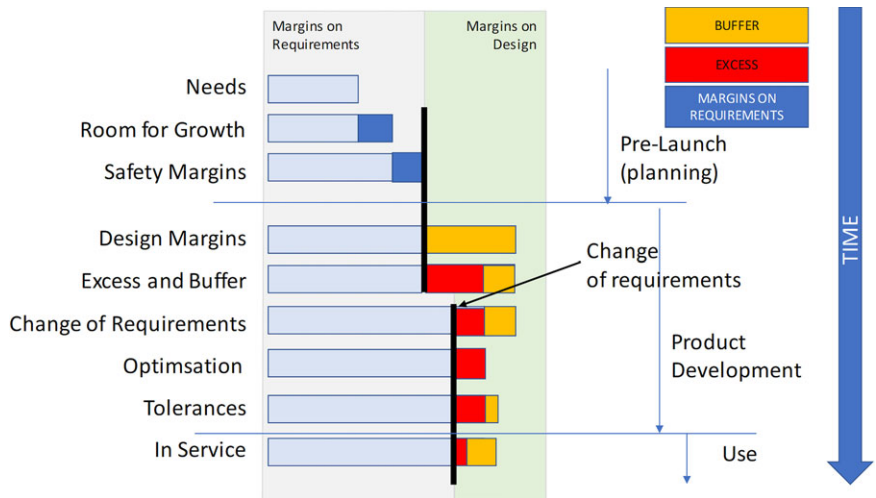 Margins on
Requirements
Margins on
Design
BUFFER
EXCESS
MARGINS ON
REQUIREMENTS
Needs
Room for Growth
Safety Margins
Pre-Launch
(planning)
Design Margins
Excess and Buffer
Change
of requirements
Change of Requirements
Optimsation
Tolerances
Product
Development
In Service
Use
TIME